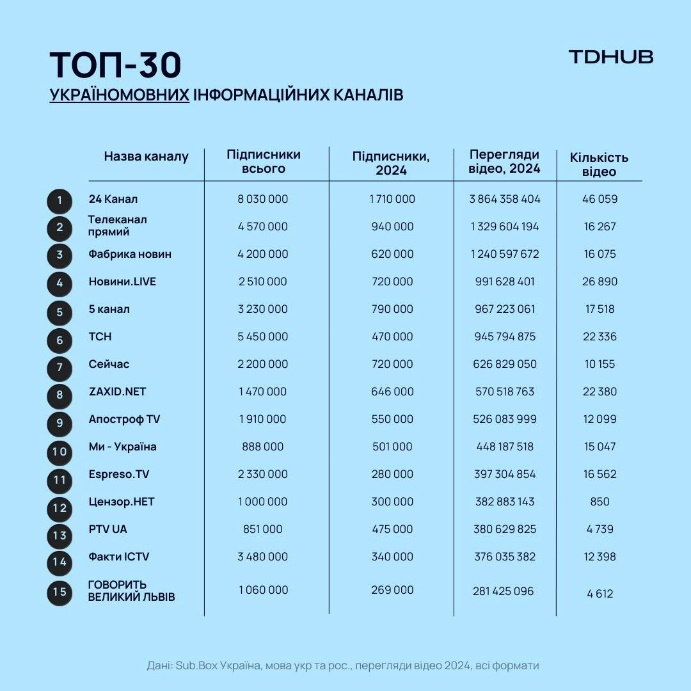 ТОП-30
TDHUB
УКРАЇНОМОВНИХ ІНФОРМАЦІЙНИХ КАНАЛІВ
Назва каналу Підписники всього Підписники, 2024 Перегляди відео, 2024 Кількість відео
1 24 Канал 8 030 000 1 710 000 3 864 358 404 46 059
2 Телеканал прямий 4 570 000 940 000 1 329 604 194 16 267
3 Фабрика новин 4 200 000 620 000 1 240 597 672 16 075
4 Новини.LIVE 2 510 000 720 000 991 628 401 26 890
5 5 канал 3 230 000 790 000 967 223 061 17 518
6 ТСН 5 450 000 470 000 945 794 875 22 336
7 Сейчас 2 200 000 720 000 626 829 050 10 155
8 ZAXID.NET 1 470 000 646 000 570 518 763 22 380
9 Апостроф TV 1 910 000 550 000 526 083 999 12 099
10 Ми - Україна 888 000 501 000 448 187 518 15 047
11 Espreso.TV 2 330 000 280 000 397 304 854 16 562
12 Цензор.НЕТ 1 000 000 300 000 382 883 143 850
13 PTV UA 851 000 475 000 380 629 825 4 739
14 Факти ICTV 3 480 000 340 000 376 035 382 12 398
15 ГОВОРИТЬ ВЕЛИКИЙ ЛЬВІВ 1 060 000 269 000 281 425 096 4 612
Дані: Sub.Box Україна, мова укр та рос., перегляди відео 2024, всі формати